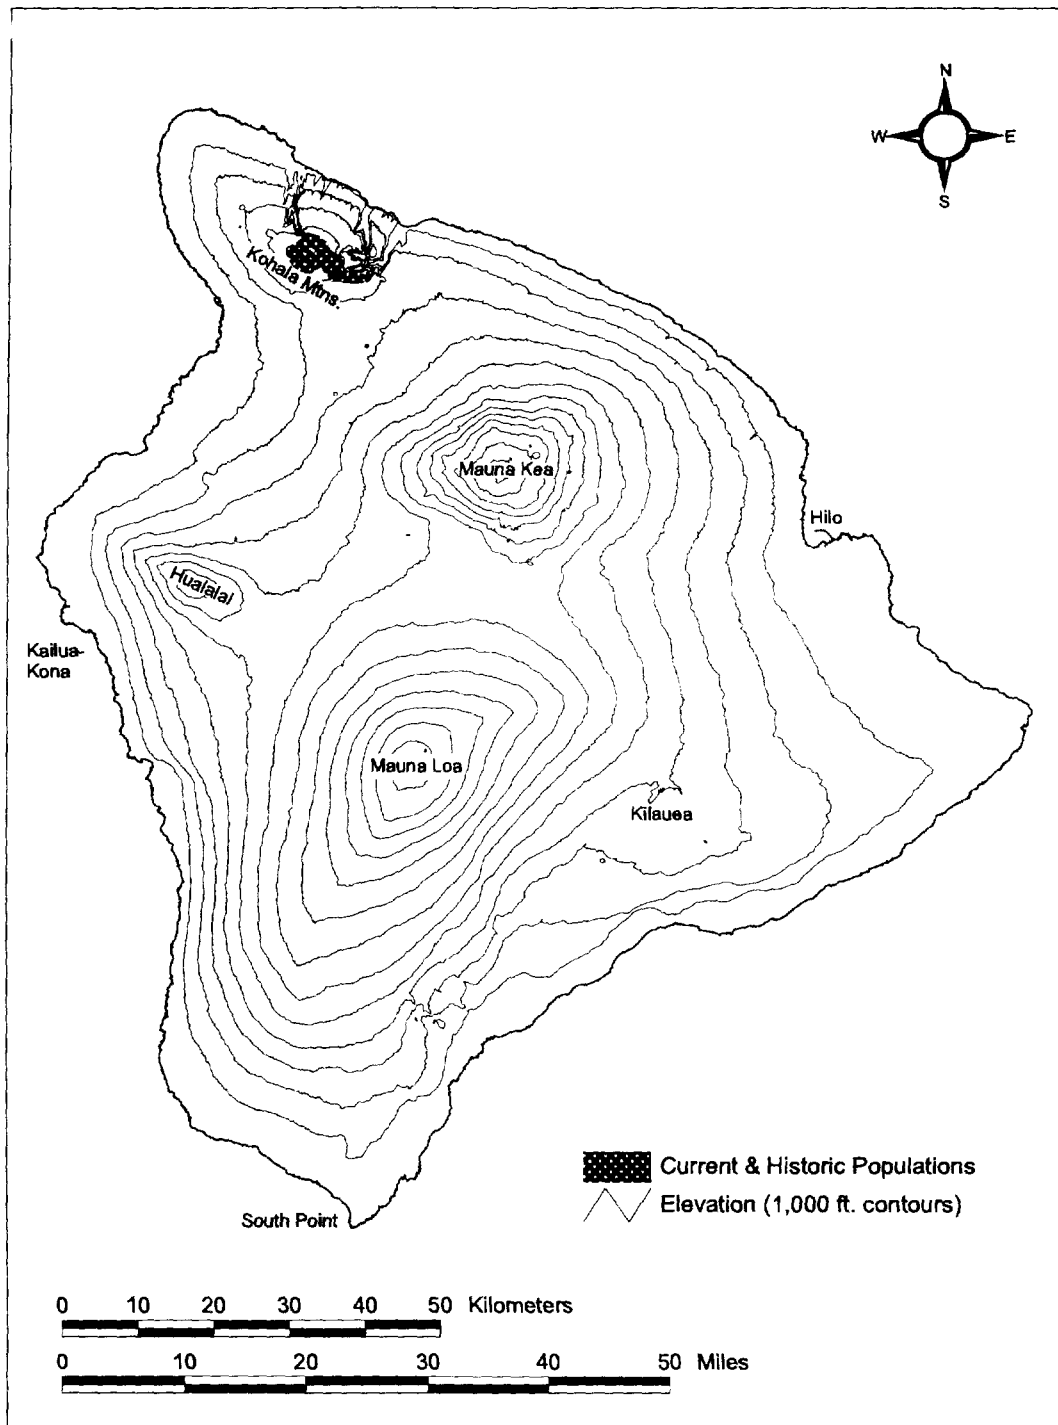 N
W E
S
Kohala Mtns.
Mauna Kea
Hilo
Hualalai
Kailua-
Kona
Mauna Loa
Kilauea
Current & Historic Populations
Elevation (1,000 ft. contours)
South Point
0 10 20 30 40 50 Kilometers
0 10 20 30 40 50 Miles